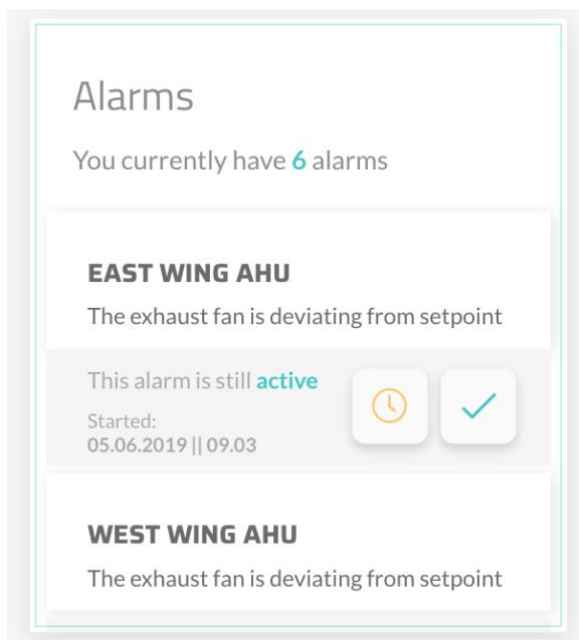 Alarms
You currently have 6 alarms
EAST WING AHU
The exhaust fan is deviating from setpoint
This alarm is still active
Started:
05.06.2019 || 09.03
WEST WING AHU
The exhaust fan is deviating from setpoint